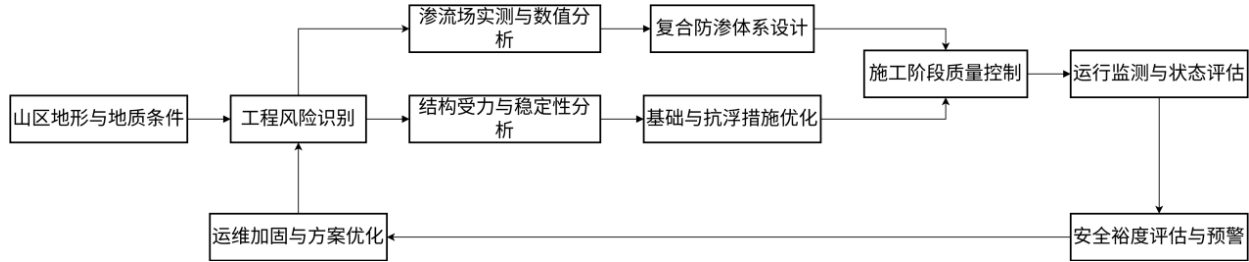 渗流场实测与数值分
析
复合防渗体系设计
施工阶段质量控制
运行监测与状态评估
山区地形与地质条件
工程风险识别
结构受力与稳定性分
析
基础与抗浮措施优化
运维加固与方案优化
安全裕度评估与预警